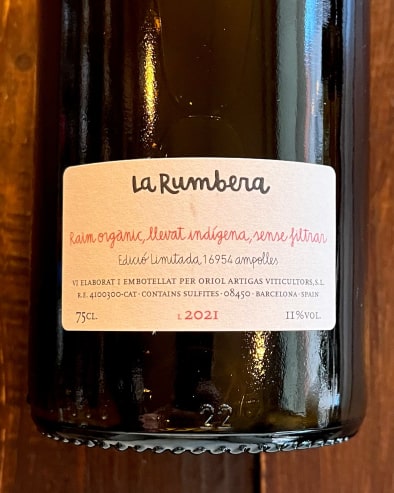 La Rumbera
Raim orgànic, llevat indígena, sense filtrar
Edició Limitada, 16954 ampolles
VI ELABORAT I EMBOTELLAT PER ORIOL ARTIGAS VITICULTORS, S.L.
R.E. 4100300-CAT · CONTAINS SULFITES · 08450 · BARCELONA · SPAIN
75CL. L 2021 11%VOL.
22